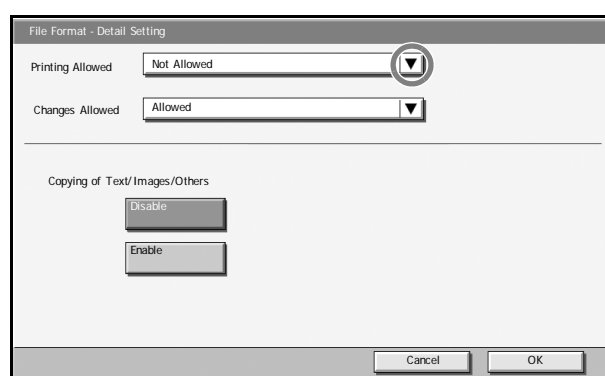 File Format - Detail Setting
Printing Allowed Not Allowed
Changes Allowed Allowed
Copying of Text/Images/Others
Disable
Enable
Cancel OK